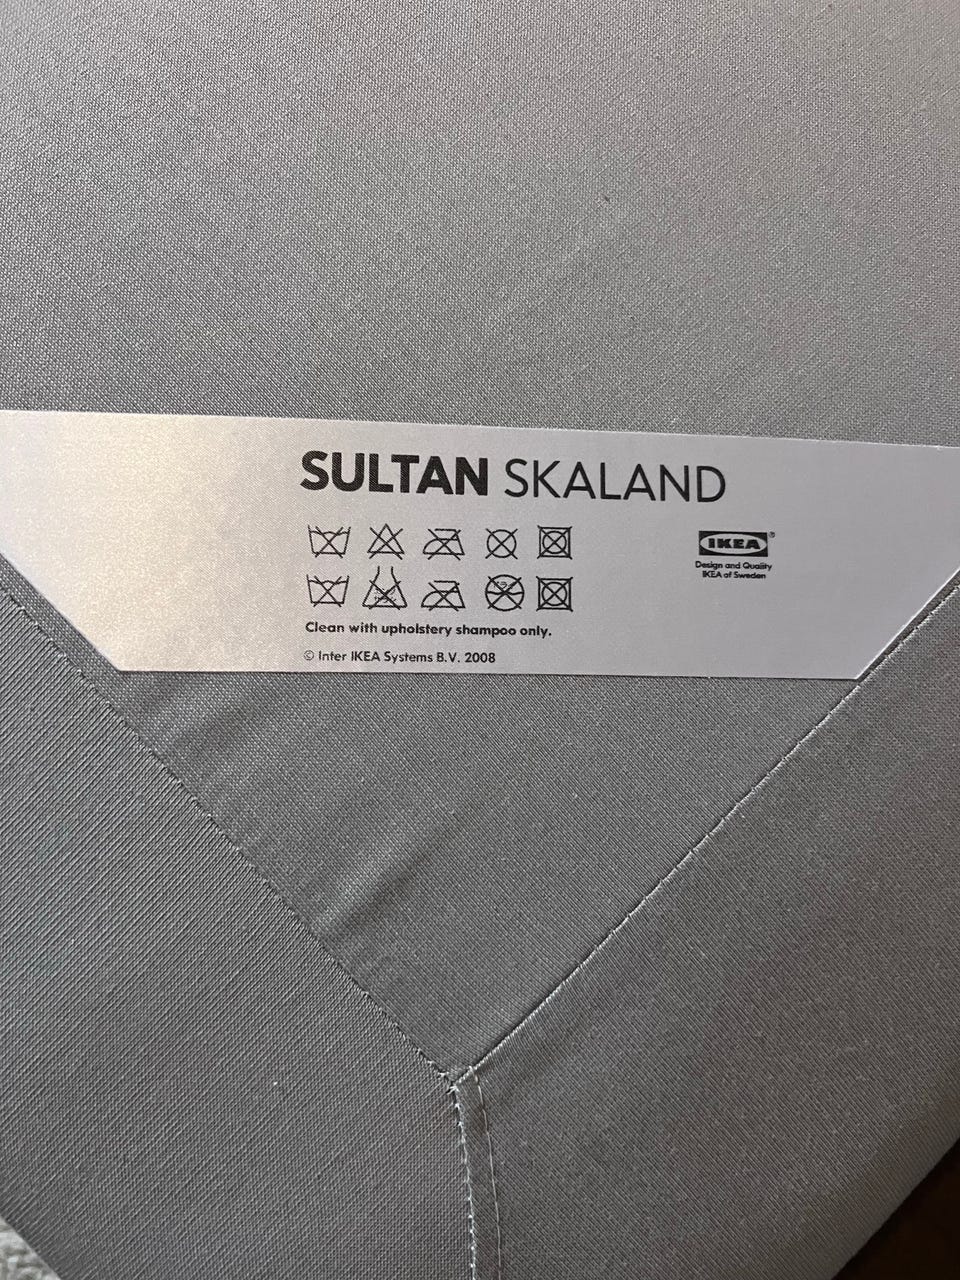 SULTAN SKALAND
IKEA®
Design and Quality
IKEA of Sweden
Clean with upholstery shampoo only.
© Inter IKEA Systems B.V. 2008